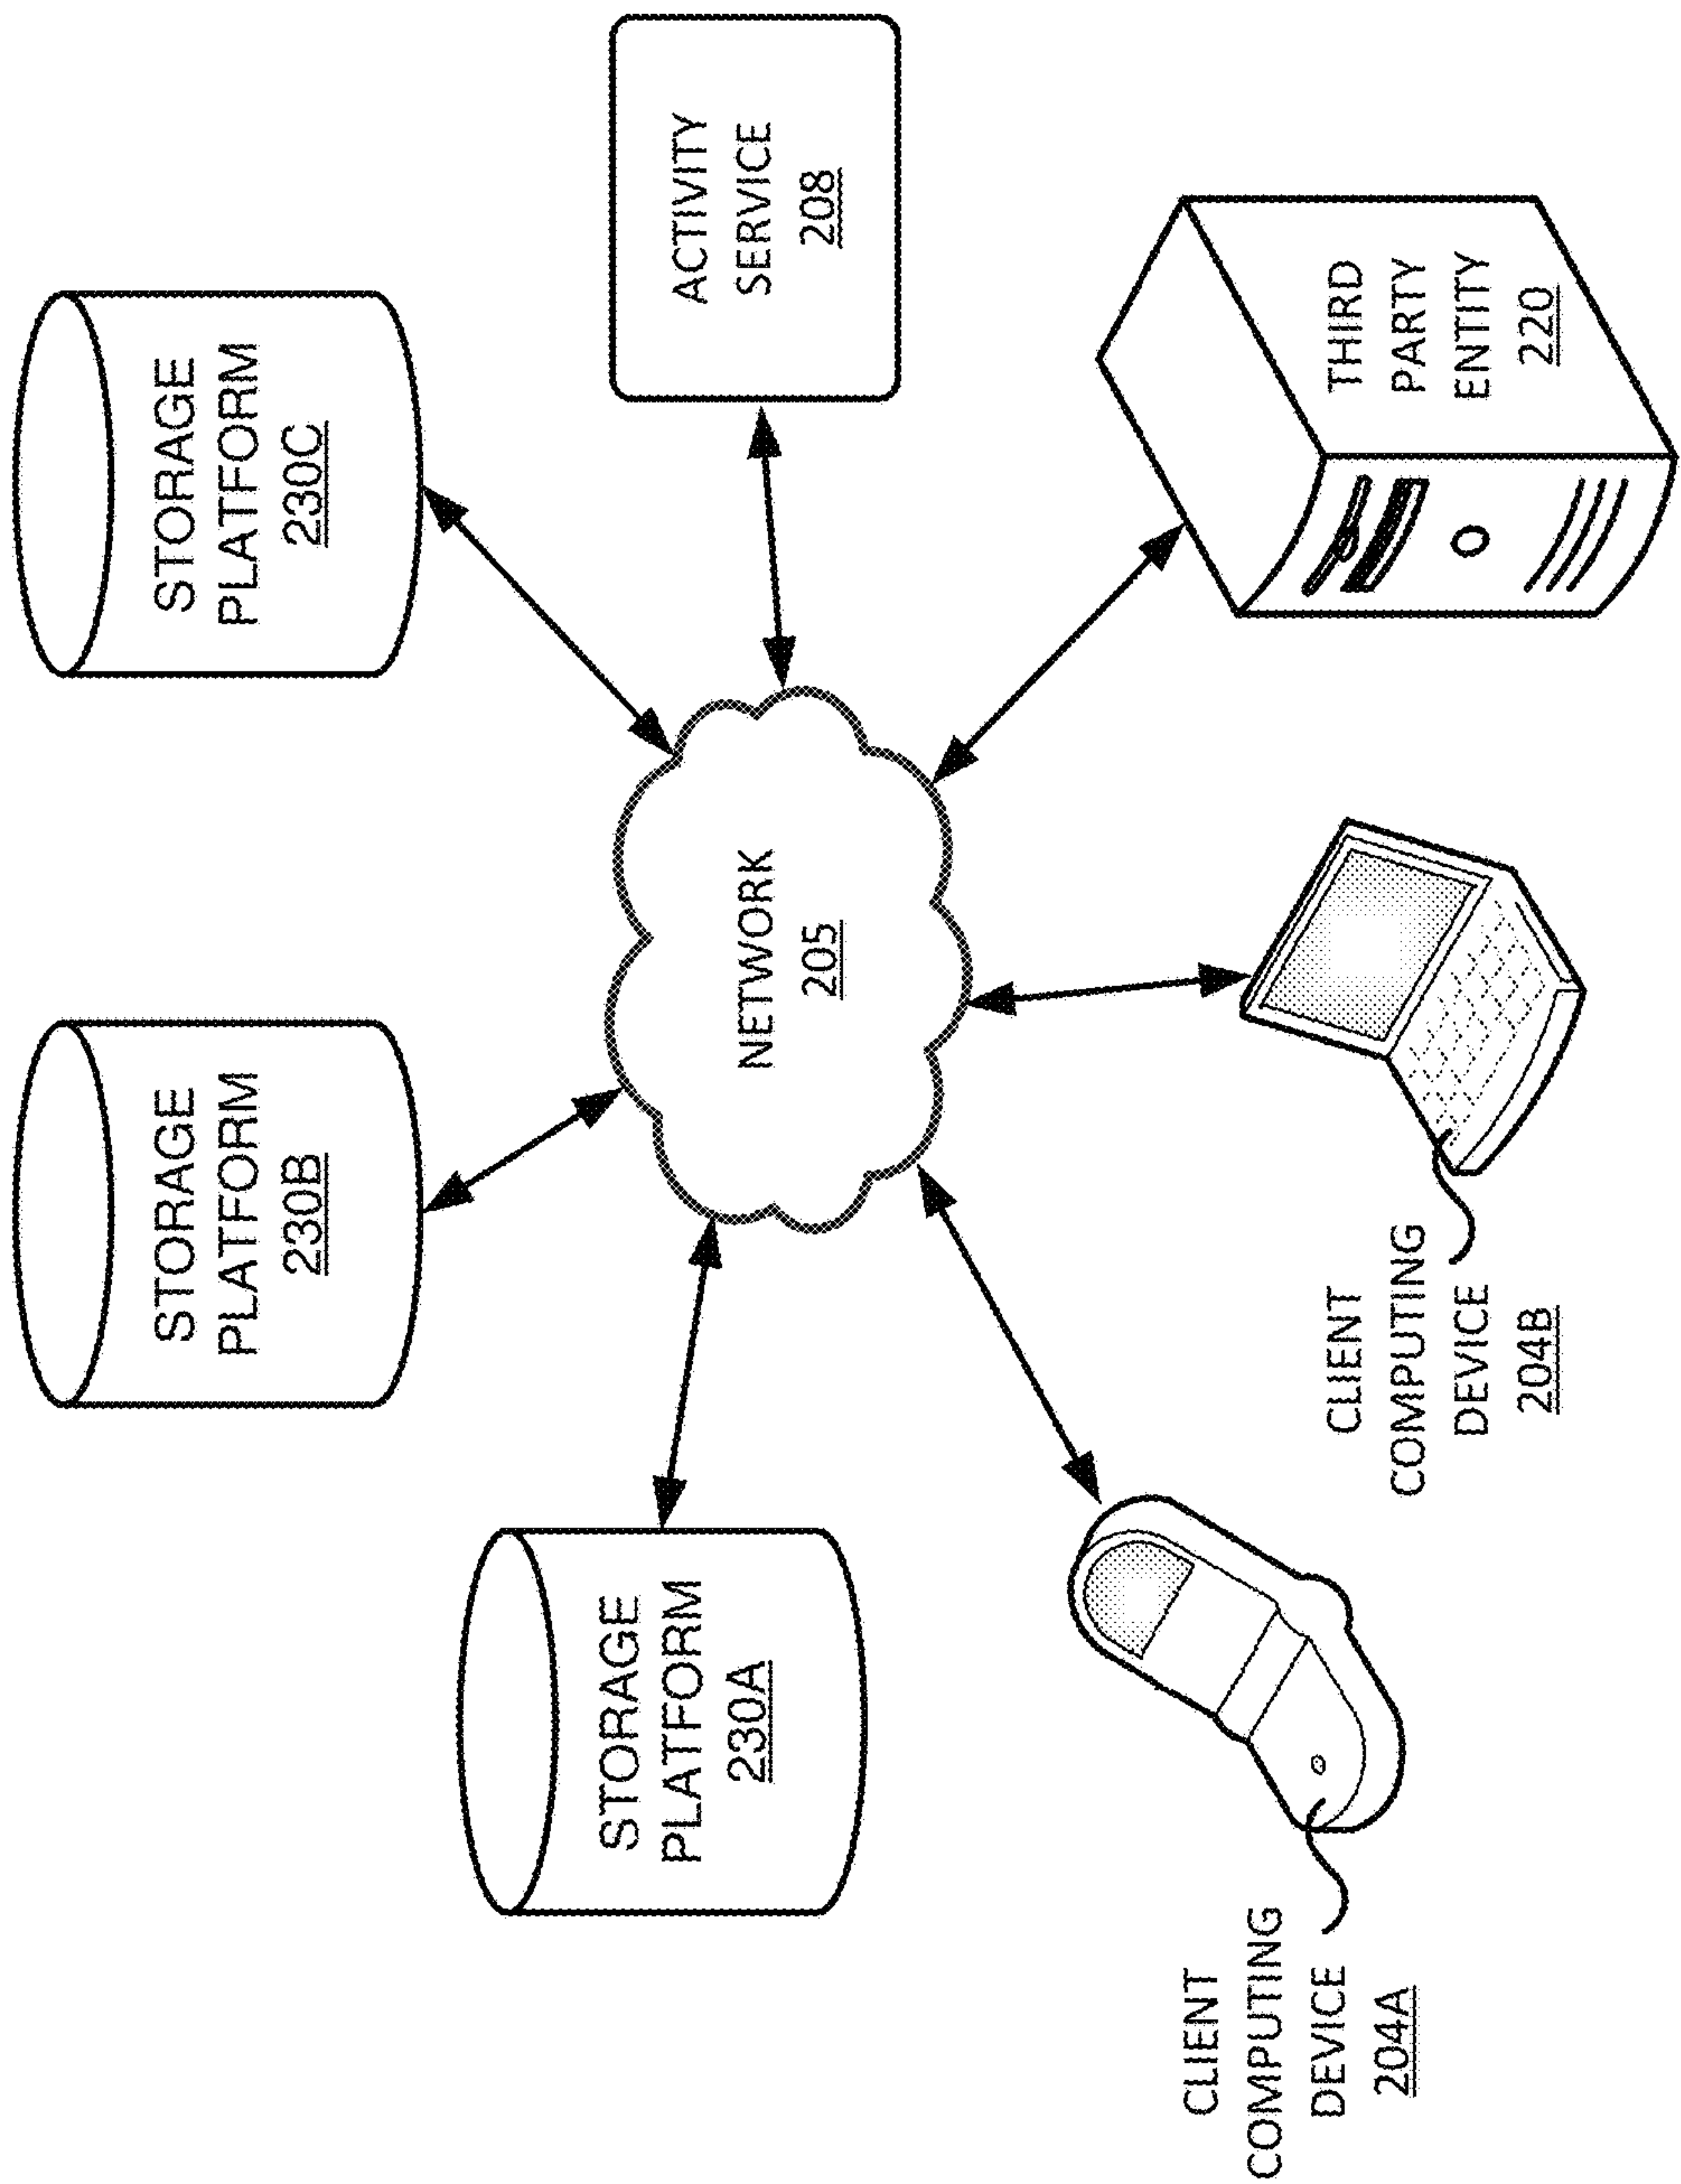 STORAGE
PLATFORM
230A
STORAGE
PLATFORM
230B
STORAGE
PLATFORM
230C
NETWORK
205
ACTIVITY
SERVICE
208
CLIENT
COMPUTING
DEVICE
204A
CLIENT
COMPUTING
DEVICE
204B
THIRD
PARTY
ENTITY
220